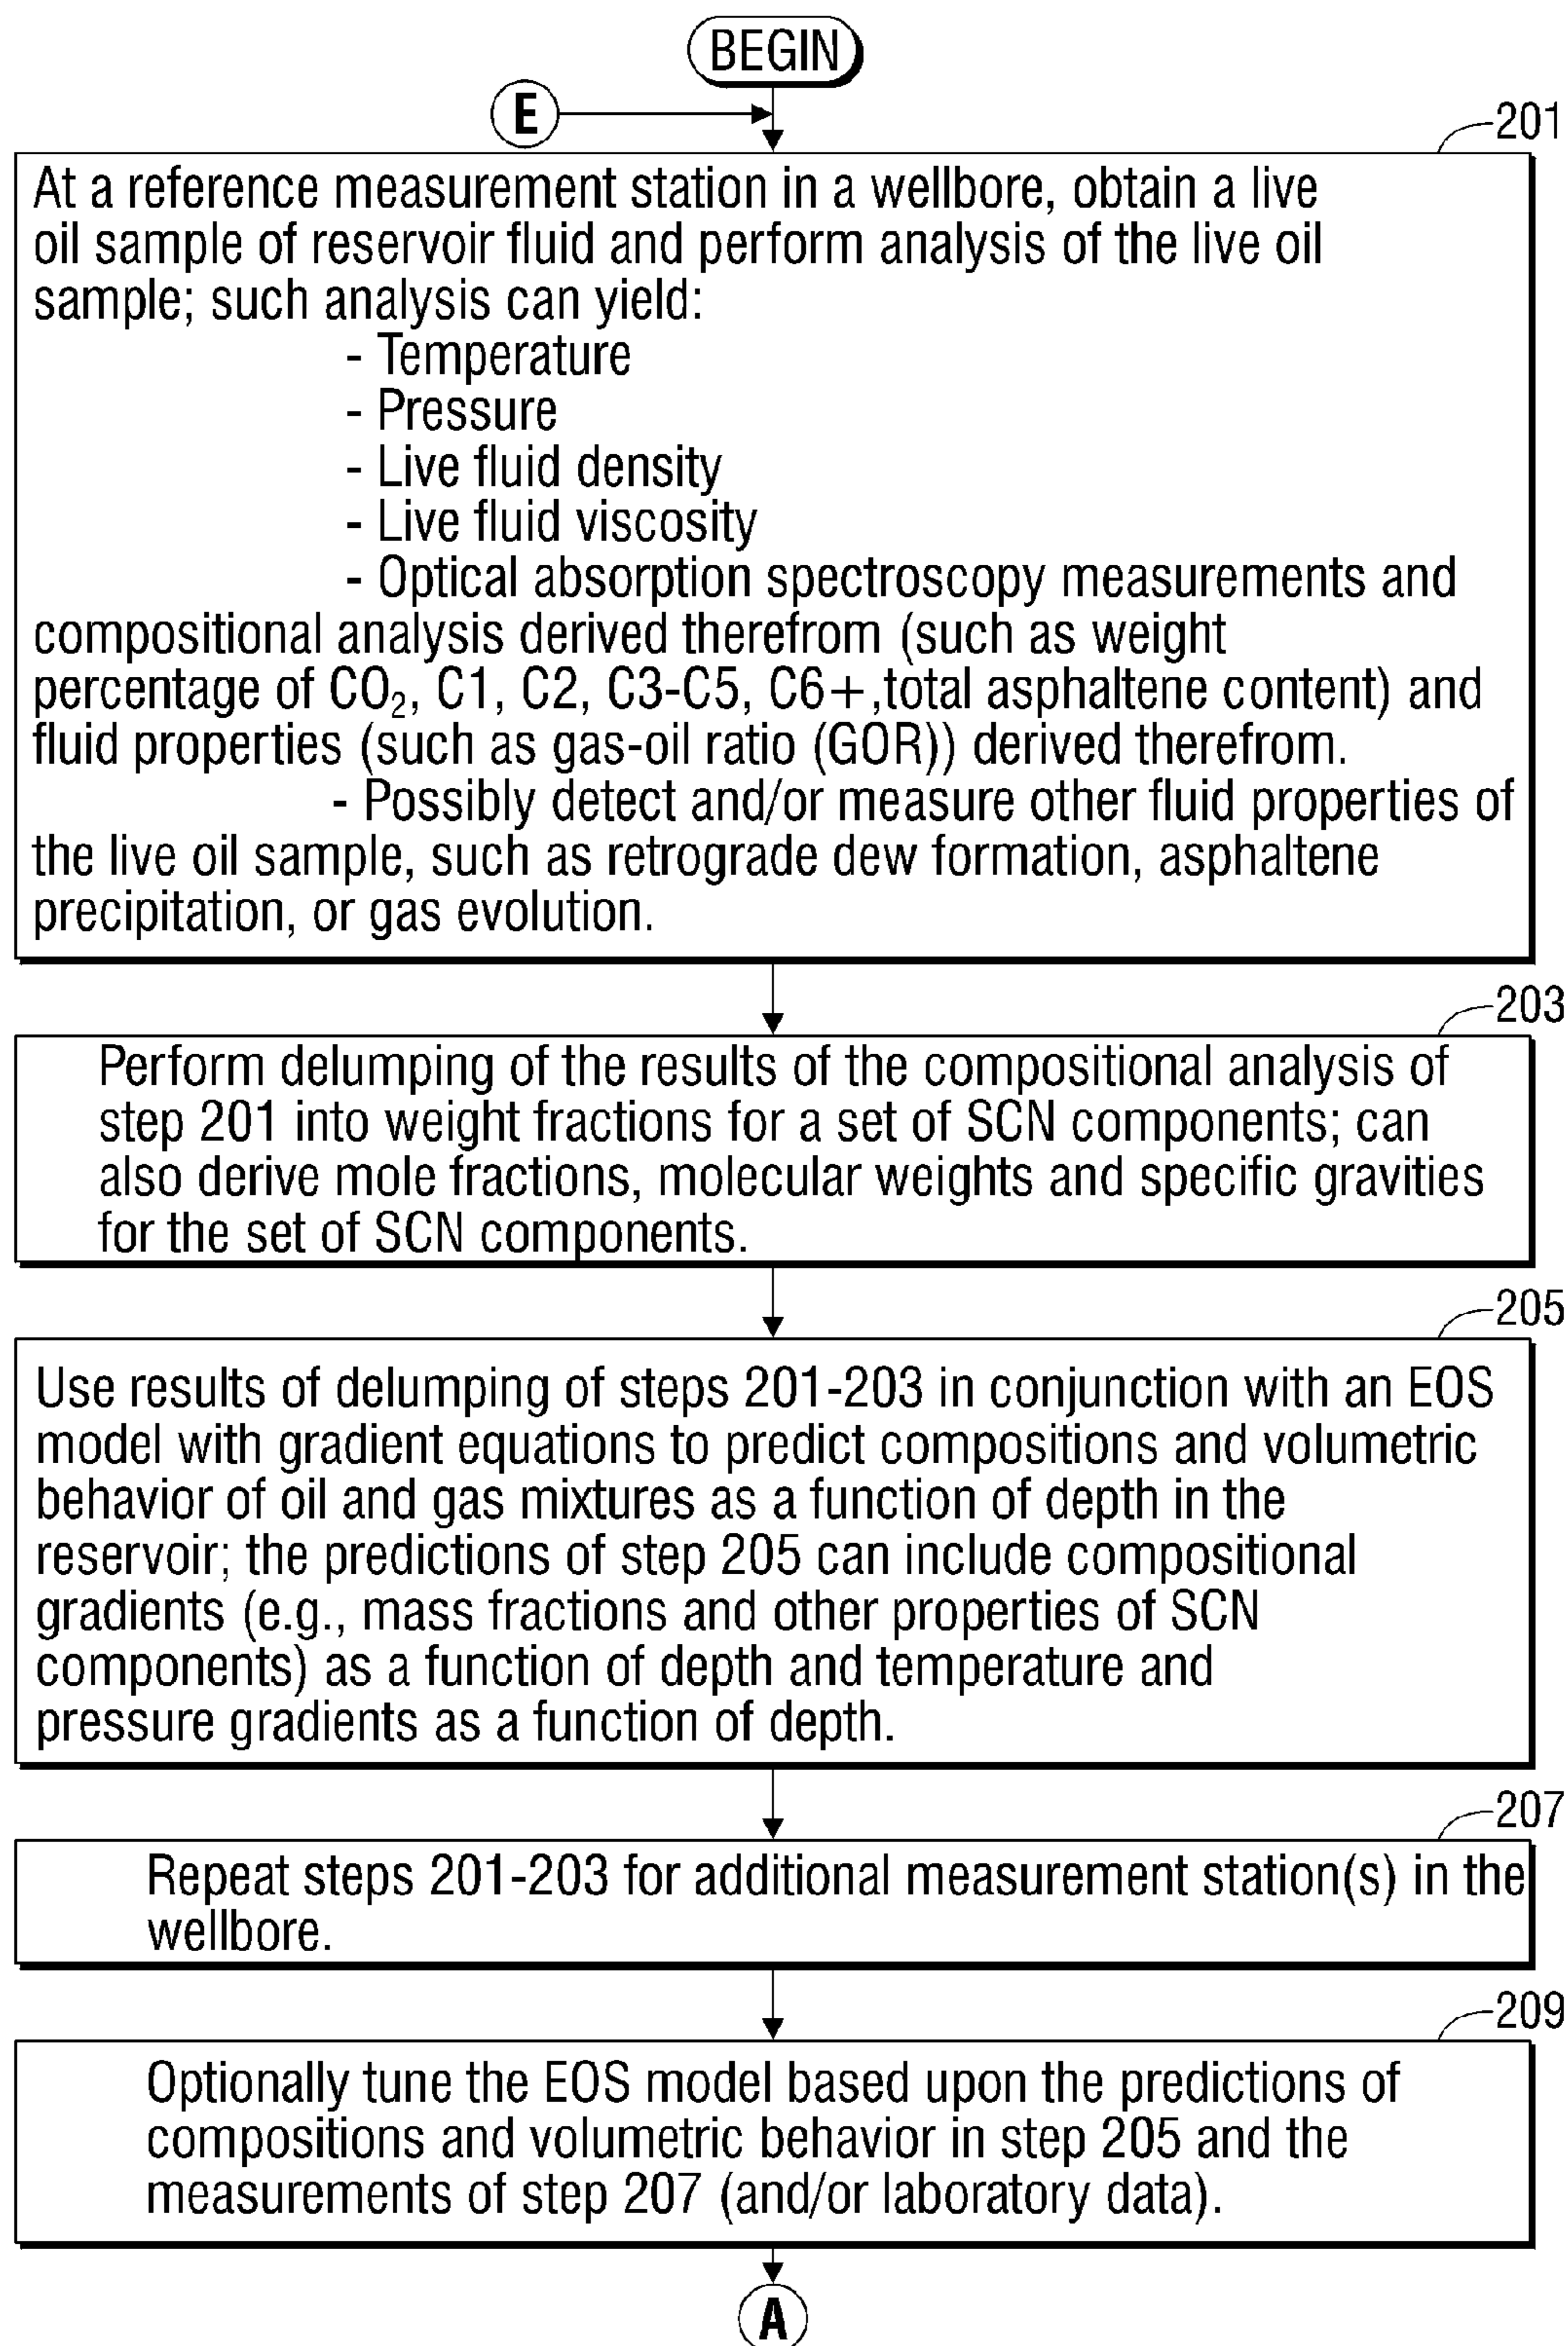 BEGIN
E
201
At a reference measurement station in a wellbore, obtain a live
oil sample of reservoir fluid and perform analysis of the live oil
sample; such analysis can yield:
- Temperature
- Pressure
- Live fluid density
- Live fluid viscosity
- Optical absorption spectroscopy measurements and
compositional analysis derived therefrom (such as weight
percentage of CO₂, C1, C2, C3-C5, C6+,total asphaltene content) and
fluid properties (such as gas-oil ratio (GOR)) derived therefrom.
- Possibly detect and/or measure other fluid properties of
the live oil sample, such as retrograde dew formation, asphaltene
precipitation, or gas evolution.
203
Perform delumping of the results of the compositional analysis of
step 201 into weight fractions for a set of SCN components; can
also derive mole fractions, molecular weights and specific gravities
for the set of SCN components.
205
Use results of delumping of steps 201-203 in conjunction with an EOS
model with gradient equations to predict compositions and volumetric
behavior of oil and gas mixtures as a function of depth in the
reservoir; the predictions of step 205 can include compositional
gradients (e.g., mass fractions and other properties of SCN
components) as a function of depth and temperature and
pressure gradients as a function of depth.
207
Repeat steps 201-203 for additional measurement station(s) in the
wellbore.
209
Optionally tune the EOS model based upon the predictions of
compositions and volumetric behavior in step 205 and the
measurements of step 207 (and/or laboratory data).
A